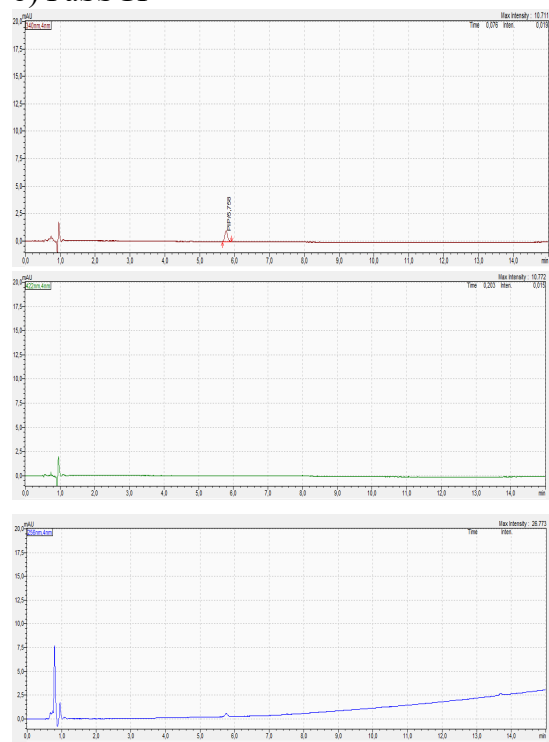 mAU
20,0 340nm,4nm Max Intensity : 10.711
Time 0,076 Inten. 0,019
17,5
15,0
12,5
10,0
7,5
5,0
2,5
0,0
0,0 1,0 2,0 3,0 4,0 5,0 6,0 7,0 8,0 9,0 10,0 11,0 12,0 13,0 14,0 min
mAU
20,0 422nm,4nm Max Intensity : 10.772
Time 0,203 Inten. 0,015
17,5
15,0
12,5
10,0
7,5
5,0
2,5
0,0
0,0 1,0 2,0 3,0 4,0 5,0 6,0 7,0 8,0 9,0 10,0 11,0 12,0 13,0 14,0 min
mAU
20,0 256nm,4nm Max Intensity : 26.773
Time Inten.
17,5
15,0
12,5
10,0
7,5
5,0
2,5
0,0
0,0 1,0 2,0 3,0 4,0 5,0 6,0 7,0 8,0 9,0 10,0 11,0 12,0 13,0 14,0 min